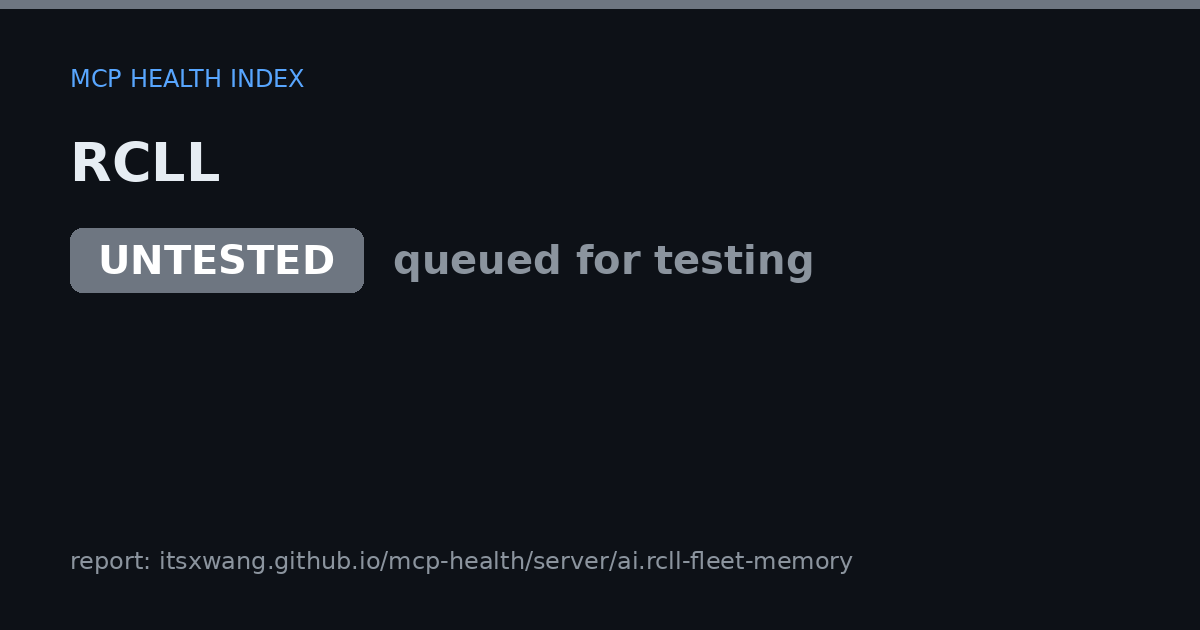 MCP HEALTH INDEX
RCLL
UNTESTED queued for testing
report: itsxwang.github.io/mcp-health/server/ai.rcll-fleet-memory